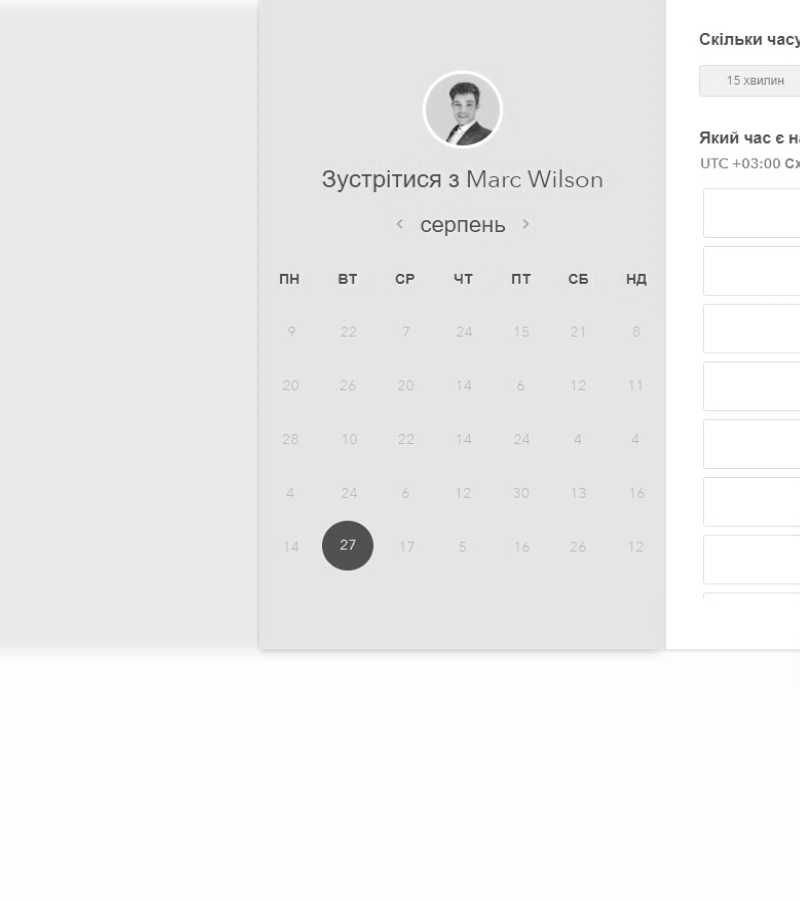 Зустрітися з Marc Wilson
< серпень >
ПН ВТ СР ЧТ ПТ СБ НД
9 22 7 24 15 21 8
20 26 20 14 6 12 11
28 10 22 14 24 4 4
4 24 6 12 30 13 16
14 27 17 5 16 26 12
Скільки часу
15 хвилин
Який час є
UTC +03:00